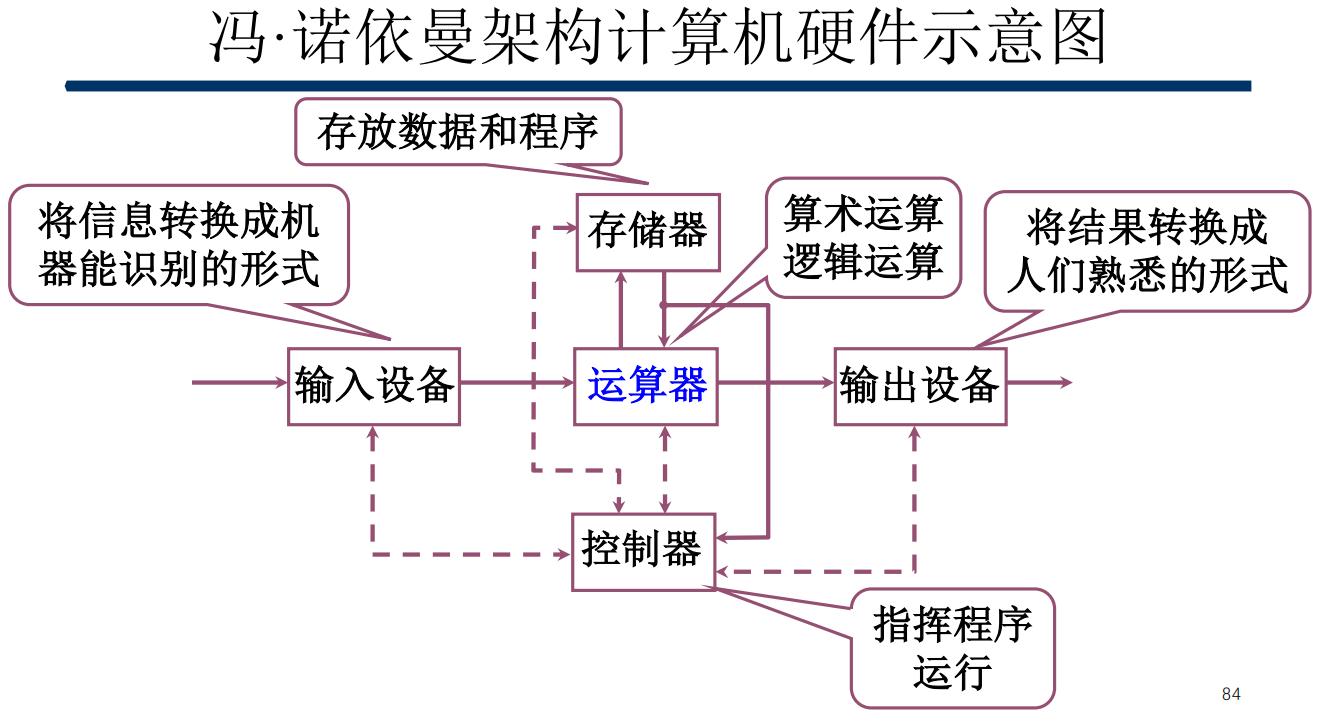 冯·诺依曼架构计算机硬件示意图
存放数据和程序
将信息转换成机
器能识别的形式
存储器
算术运算
逻辑运算
将结果转换成
人们熟悉的形式
输入设备
运算器
输出设备
控制器
指挥程序
运行
84